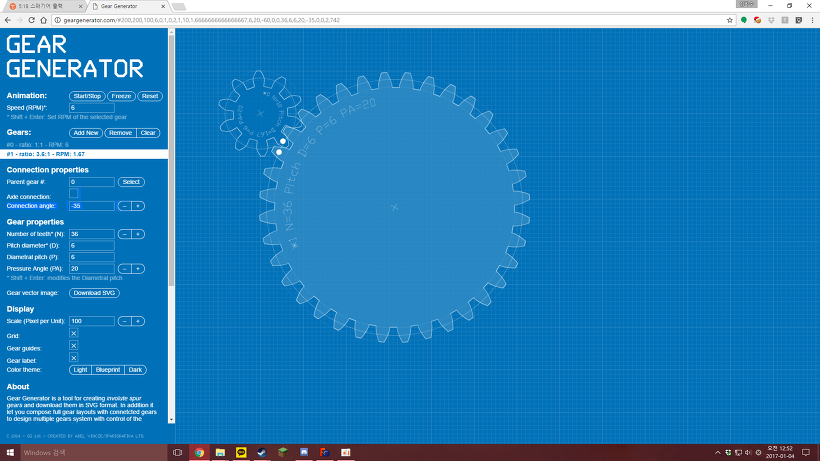 5.18 스퍼기어 출력
Gear Generator
geargenerator.com/#200,200,100,6,0,1,0,2,1,10,1.6666666666666667,6,20,-60,0,0,36,6,6,20,-35,0,0,2,742
GEAR
GENERATOR
Animation: Start/Stop Freeze Reset
Speed (RPM)*: 6
* Shift + Enter: Set RPM of the selected gear
Gears: Add New Remove Clear
#0 - ratio: 1:1 - RPM: 6
#1 - ratio: 3.6:1 - RPM: 1.67
Connection properties
Parent gear #: 0 Select
Axle connection:
Connection angle: -35 − +
Gear properties
Number of teeth* (N): 36 − +
Pitch diameter* (D): 6
Diametral pitch (P): 6
Pressure Angle (PA): 20 − +
* Shift + Enter: modifies the Diametral pitch
Gear vector image: Download SVG
Display
Scale (Pixel per Unit): 100 − +
Grid:
Gear guides:
Gear label:
Color theme: Light Blueprint Dark
About
Gear Generator is a tool for creating involute spur
gears and download them in SVG format. In addition it
let you compose full gear layouts with connected gears
to design multiple gears system with control of the
#1 N=36 Pitch D=6 P=6 PA=20
Windows 검색
오전 12:52
2017-01-04